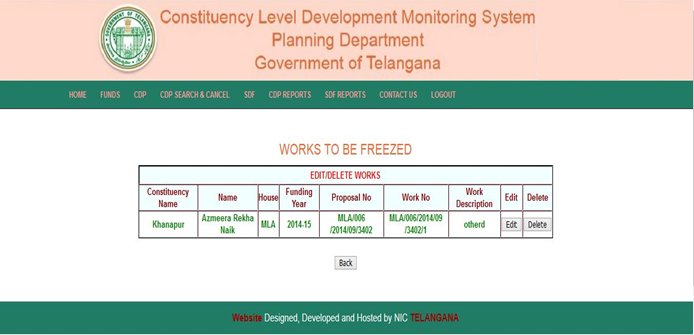 Constituency Level Development Monitoring System
Planning Department
Government of Telangana
HOME FUNDS CDP CDP SEARCH & CANCEL SDF CDP REPORTS SDF REPORTS CONTACT US LOGOUT
WORKS TO BE FREEZED
EDIT/DELETE WORKS
Constituency Name House Funding Proposal No Work No Work Edit Delete
Name Year Description
Khanapur Azmeera Rekha MLA 2014-15 MLA/006 MLA/006/2014/09 otherd Edit Delete
Naik /2014/09/3402 /3402/1
Back
Website Designed, Developed and Hosted by NIC TELANGANA